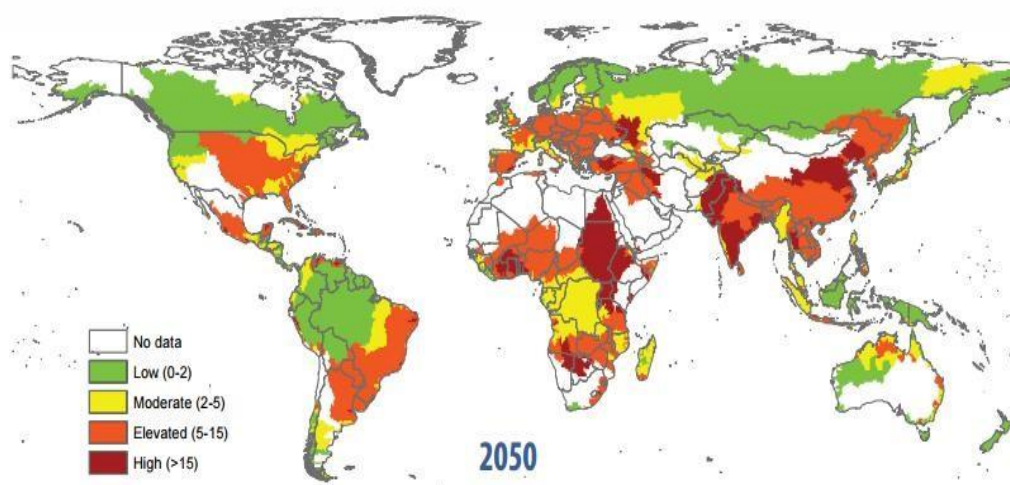 No data
Low (0-2)
Moderate (2-5)
Elevated (5-15)
High (>15)
2050